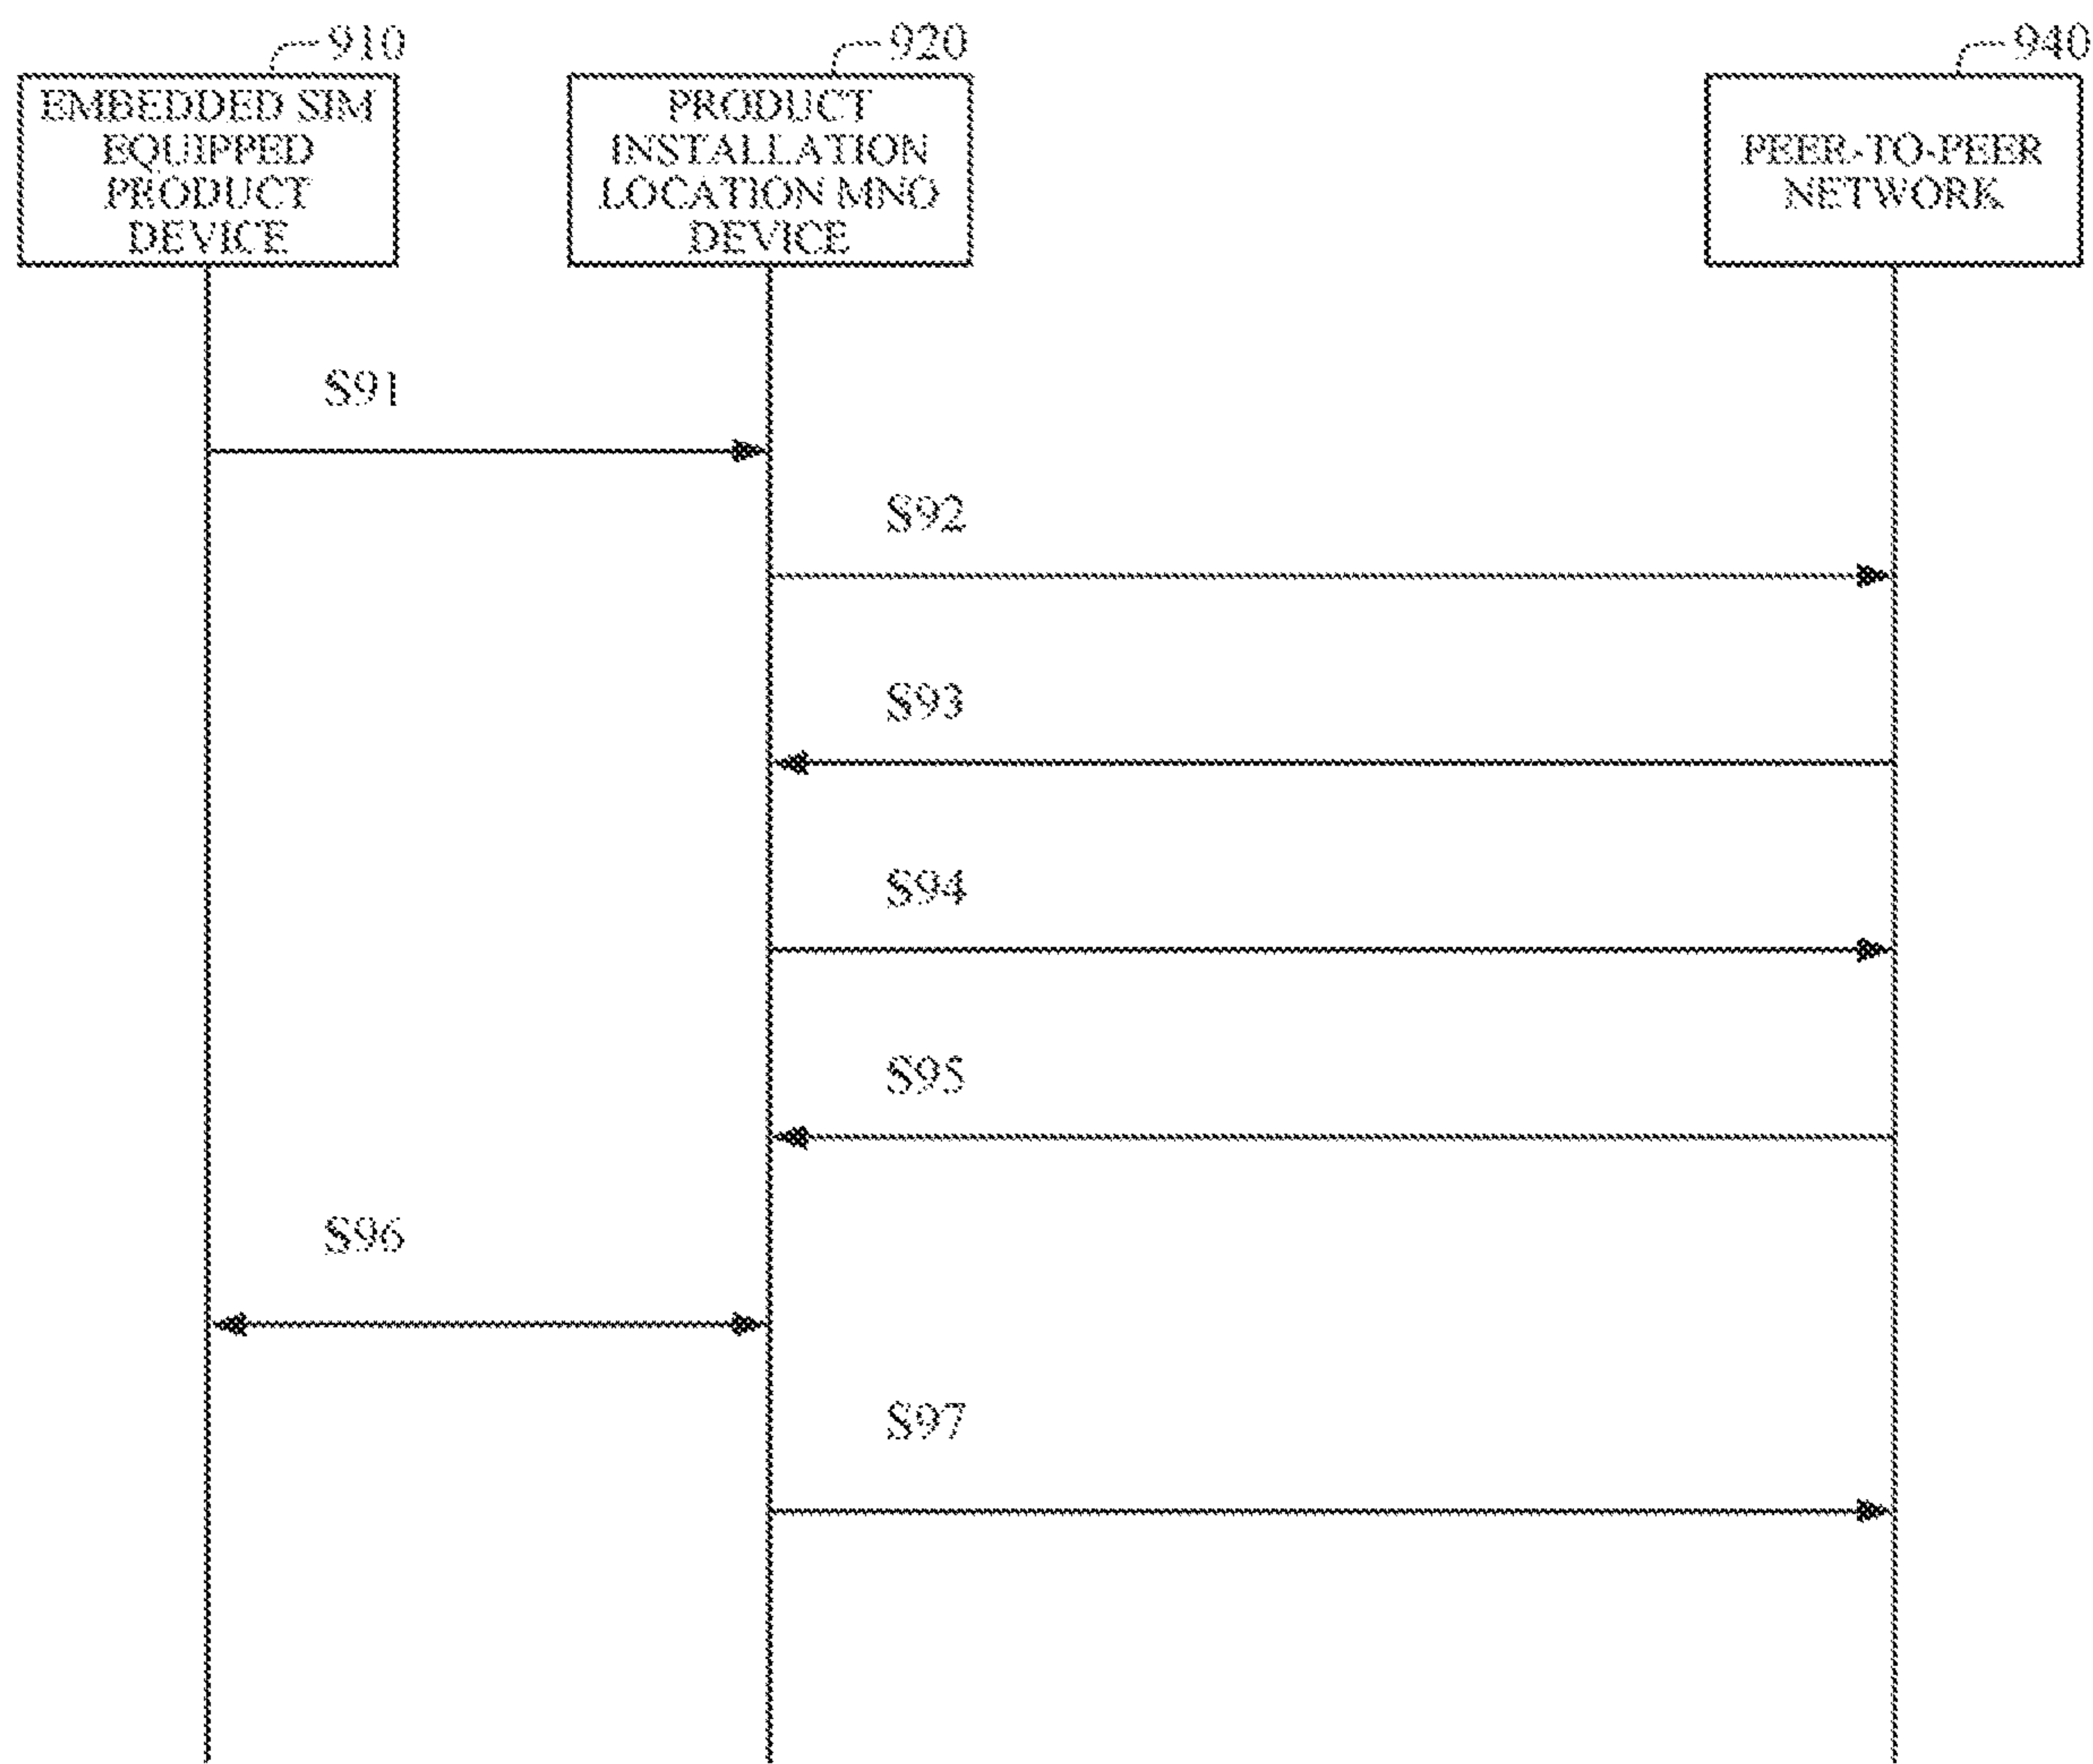 910
920
940
EMBEDDED SIM
EQUIPPED
PRODUCT
DEVICE
PRODUCT
INSTALLATION
LOCATION MNO
DEVICE
PEER-TO-PEER
NETWORK
S91
S92
S93
S94
S95
S96
S97